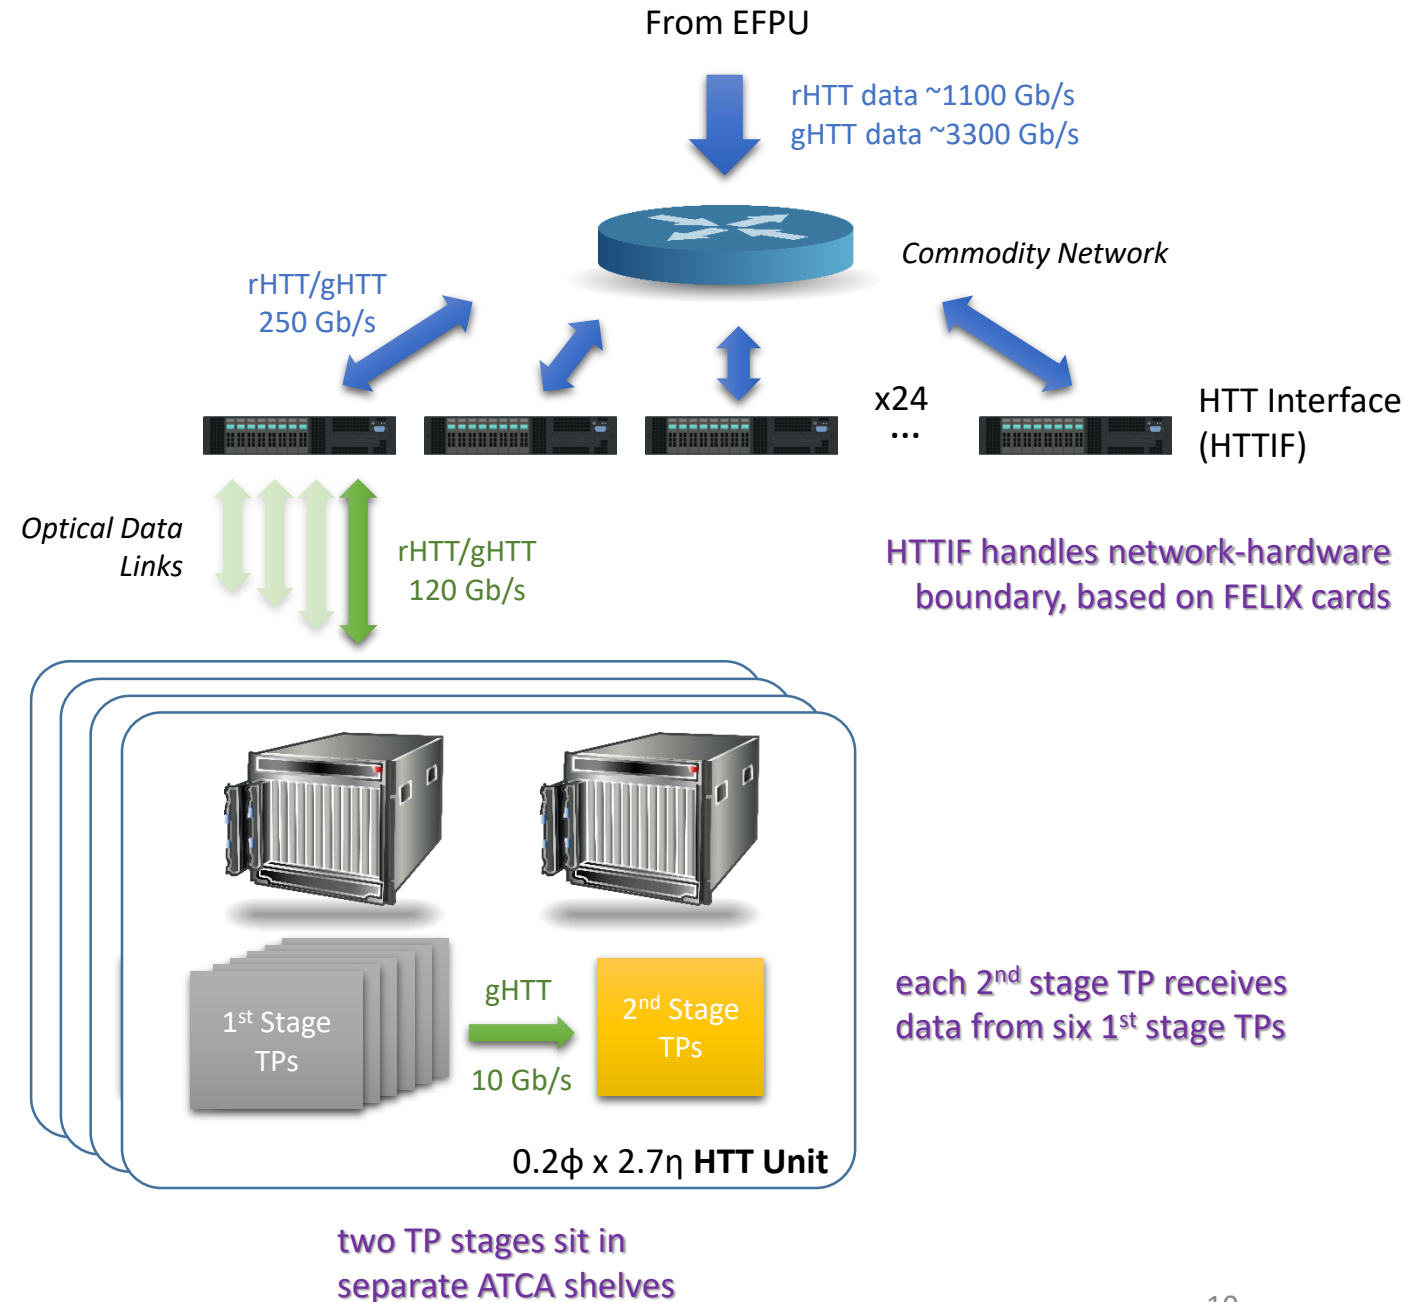 From EFPU
rHTT data ~1100 Gb/s
gHTT data ~3300 Gb/s
Commodity Network
rHTT/gHTT
250 Gb/s
x24
...
HTT Interface
(HTTIF)
Optical Data
Links
rHTT/gHTT
120 Gb/s
HTTIF handles network-hardware
boundary, based on FELIX cards
1st Stage
TPs
gHTT
10 Gb/s
2nd Stage
TPs
each 2nd stage TP receives
data from six 1st stage TPs
0.2φ x 2.7η HTT Unit
two TP stages sit in
separate ATCA shelves